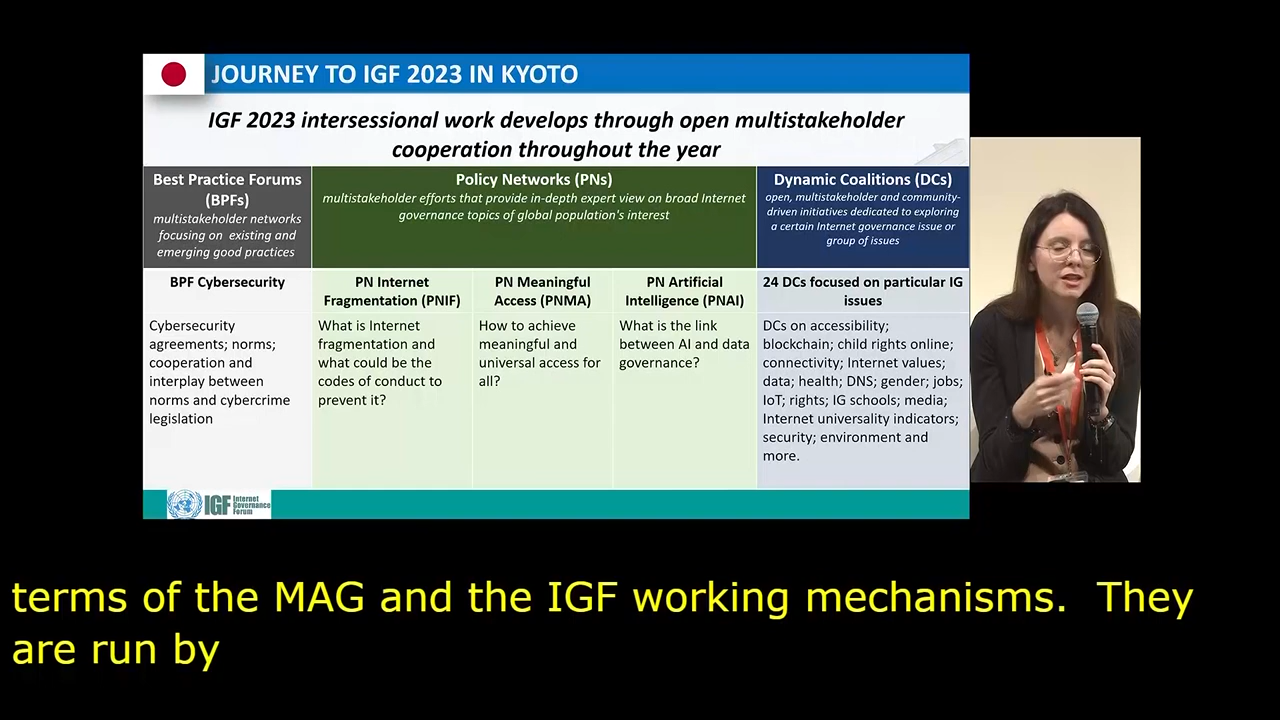 JOURNEY TO IGF 2023 IN KYOTO
IGF 2023 intersessional work develops through open multistakeholder
cooperation throughout the year
Best Practice Forums
(BPFs)
multistakeholder networks
focusing on existing and
emerging good practices
Policy Networks (PNs)
multistakeholder efforts that provide in-depth expert view on broad Internet
governance topics of global population's interest
Dynamic Coalitions (DCs)
open, multistakeholder and community-
driven initiatives dedicated to exploring
a certain Internet governance issue or
group of issues
BPF Cybersecurity
PN Internet
Fragmentation (PNIF)
PN Meaningful
Access (PNMA)
PN Artificial
Intelligence (PNAI)
24 DCs focused on particular IG
issues
Cybersecurity
agreements; norms;
cooperation and
interplay between
norms and cybercrime
legislation
What is Internet
fragmentation and
what could be the
codes of conduct to
prevent it?
How to achieve
meaningful and
universal access for
all?
What is the link
between AI and data
governance?
DCs on accessibility;
blockchain; child rights online;
connectivity; Internet values;
data; health; DNS; gender; jobs;
IoT; rights; IG schools; media;
Internet universality indicators;
security; environment and
more.
IGF
Internet
Governance
Forum
terms of the MAG and the IGF working mechanisms. They
are run by